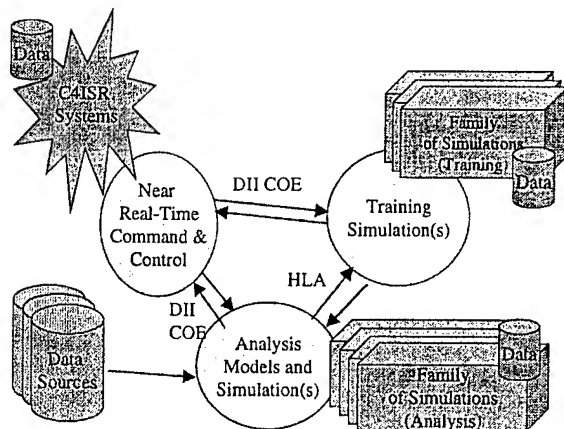 Data
C4ISR
Systems
Family
of Simulations
(Training)
Data
Near
Real-Time
Command &
Control
DII COE
Training
Simulation(s)
HLA
DII
COE
Data
Sources
Analysis
Models and
Simulation(s)
Data
Family
of Simulations
(Analysis)